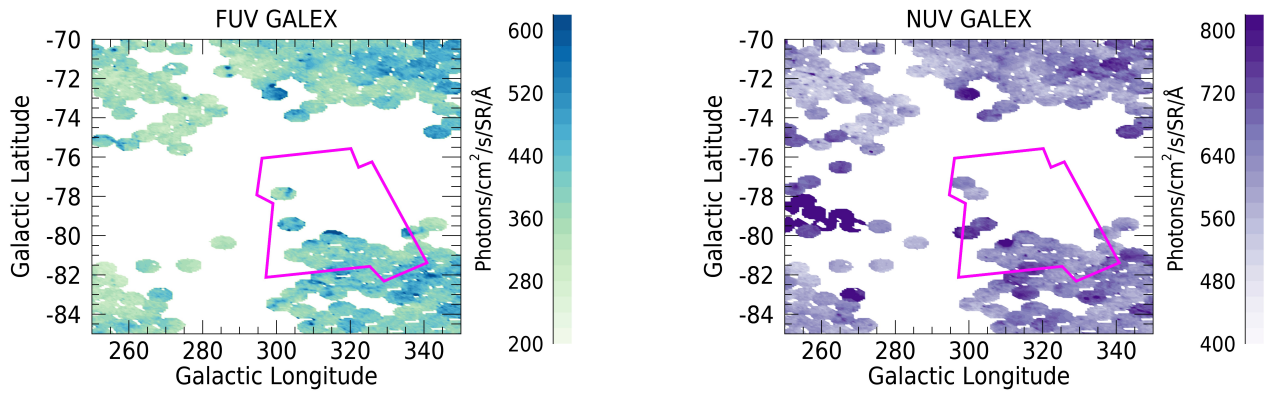 FUV GALEX
-70
-72
-74
-76
-78
-80
-82
-84
Galactic Latitude
260 280 300 320 340
Galactic Longitude
600
520
440
360
280
200
Photons/cm²/s/SR/Å
NUV GALEX
-70
-72
-74
-76
-78
-80
-82
-84
Galactic Latitude
260 280 300 320 340
Galactic Longitude
800
720
640
560
480
400
Photons/cm²/s/SR/Å